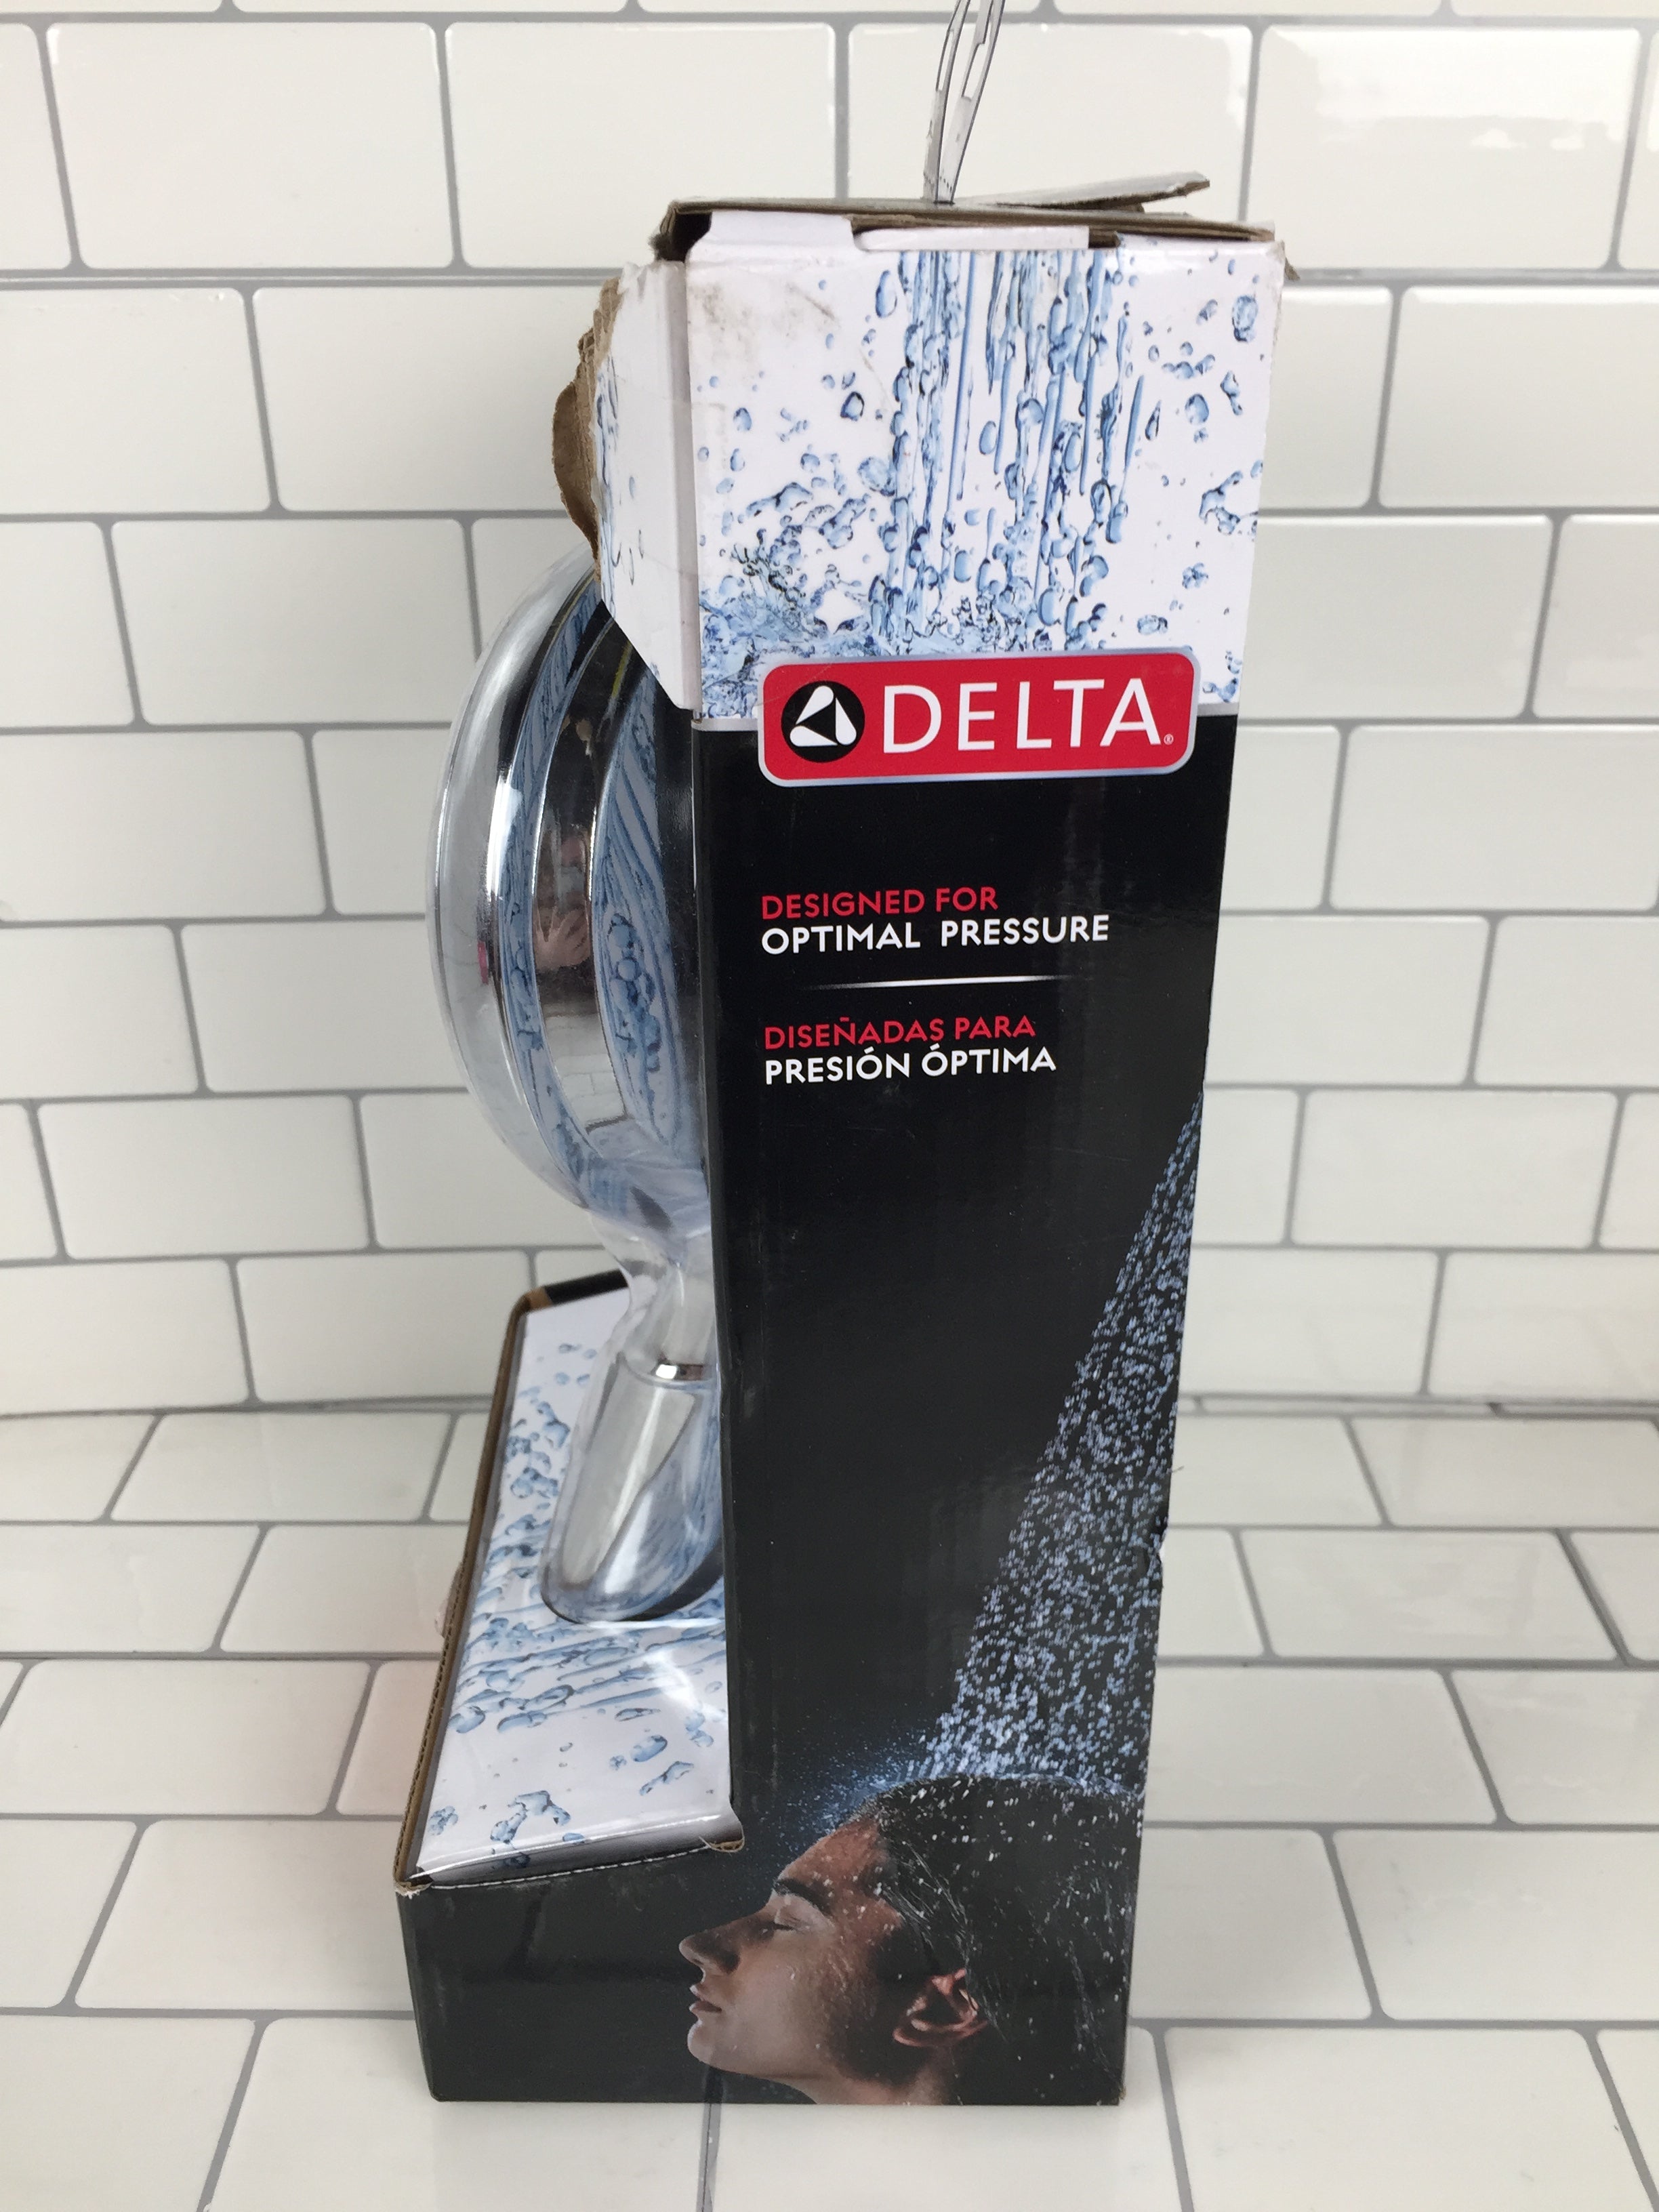 DELTA®
DESIGNED FOR
OPTIMAL PRESSURE
DISEÑADAS PARA
PRESIÓN ÓPTIMA